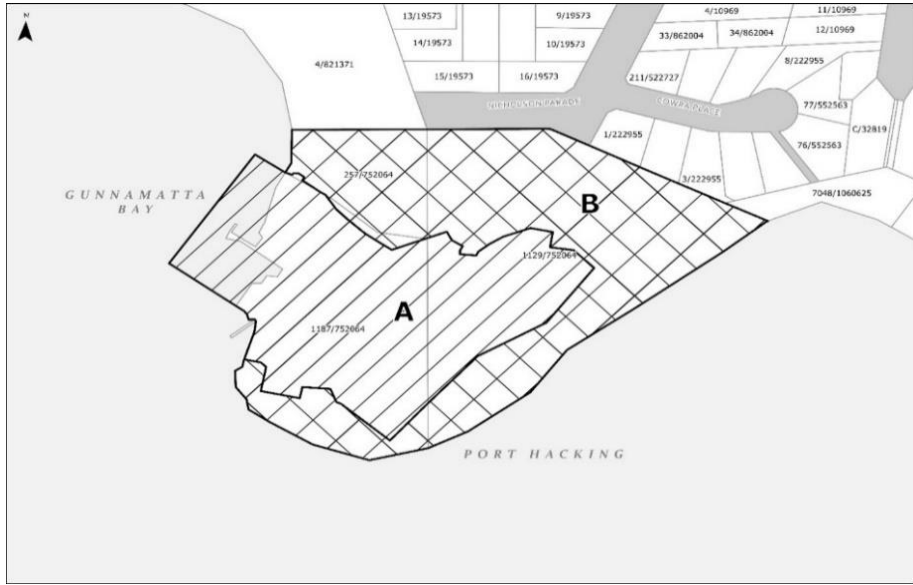 N
13/19573
9/19573
4/10969
11/10969
14/19573
10/19573
33/862004
34/862004
12/10969
4/821371
15/19573
16/19573
211/522727
8/222955
NICHOLSON PARADE
COWRA PLACE
77/552563
1/222955
C/32819
76/552563
257/752064
3/222955
7048/1060625
GUNNAMATTA
BAY
B
1129/752064
A
1187/752064
PORT HACKING